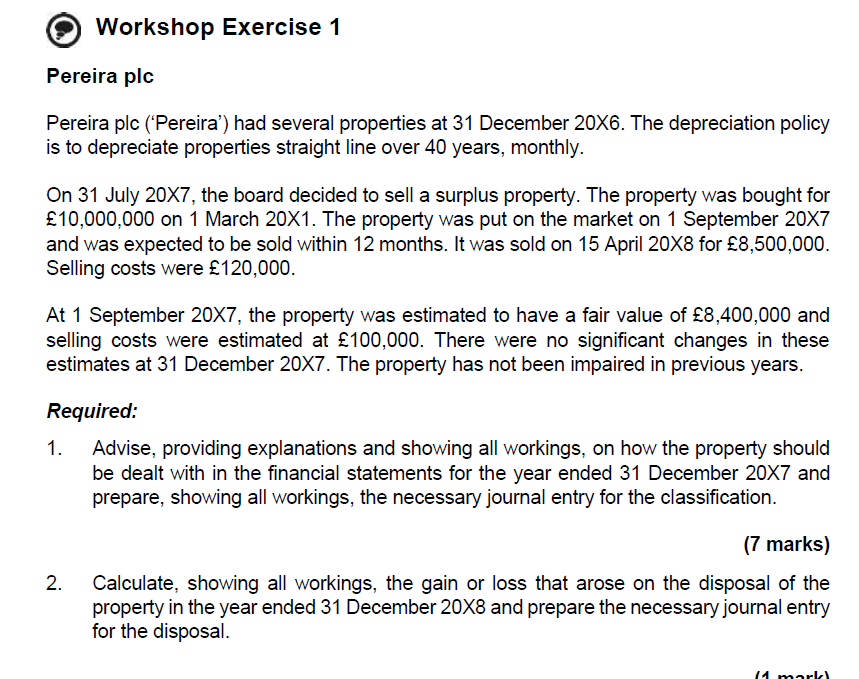 Workshop Exercise 1
Pereira plc
Pereira plc (‘Pereira’) had several properties at 31 December 20X6. The depreciation policy
is to depreciate properties straight line over 40 years, monthly.
On 31 July 20X7, the board decided to sell a surplus property. The property was bought for
£10,000,000 on 1 March 20X1. The property was put on the market on 1 September 20X7
and was expected to be sold within 12 months. It was sold on 15 April 20X8 for £8,500,000.
Selling costs were £120,000.
At 1 September 20X7, the property was estimated to have a fair value of £8,400,000 and
selling costs were estimated at £100,000. There were no significant changes in these
estimates at 31 December 20X7. The property has not been impaired in previous years.
Required:
1. Advise, providing explanations and showing all workings, on how the property should
be dealt with in the financial statements for the year ended 31 December 20X7 and
prepare, showing all workings, the necessary journal entry for the classification.
(7 marks)
2. Calculate, showing all workings, the gain or loss that arose on the disposal of the
property in the year ended 31 December 20X8 and prepare the necessary journal entry
for the disposal.
(1 mark)